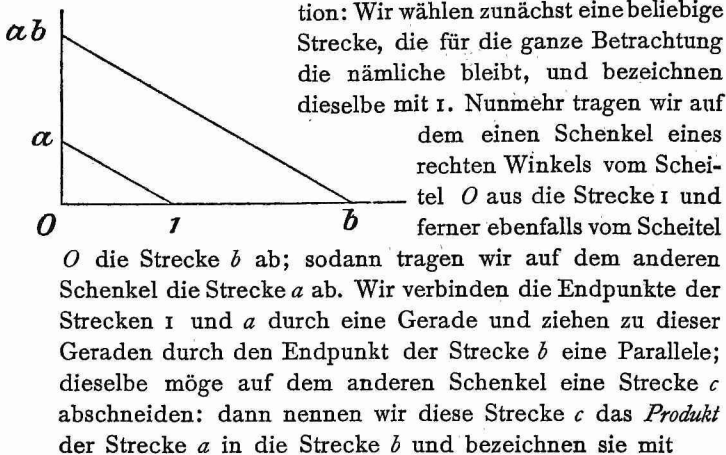 tion: Wir wählen zunächst eine beliebige
Strecke, die für die ganze Betrachtung
die nämliche bleibt, und bezeichnen
dieselbe mit 1. Nunmehr tragen wir auf
dem einen Schenkel eines
rechten Winkels vom Schei-
tel O aus die Strecke 1 und
ferner ebenfalls vom Scheitel
O die Strecke b ab; sodann tragen wir auf dem anderen
Schenkel die Strecke a ab. Wir verbinden die Endpunkte der
Strecken 1 und a durch eine Gerade und ziehen zu dieser
Geraden durch den Endpunkt der Strecke b eine Parallele;
dieselbe möge auf dem anderen Schenkel eine Strecke c
abschneiden: dann nennen wir diese Strecke c das Produkt
der Strecke a in die Strecke b und bezeichnen sie mit
ab
a
O 1 b